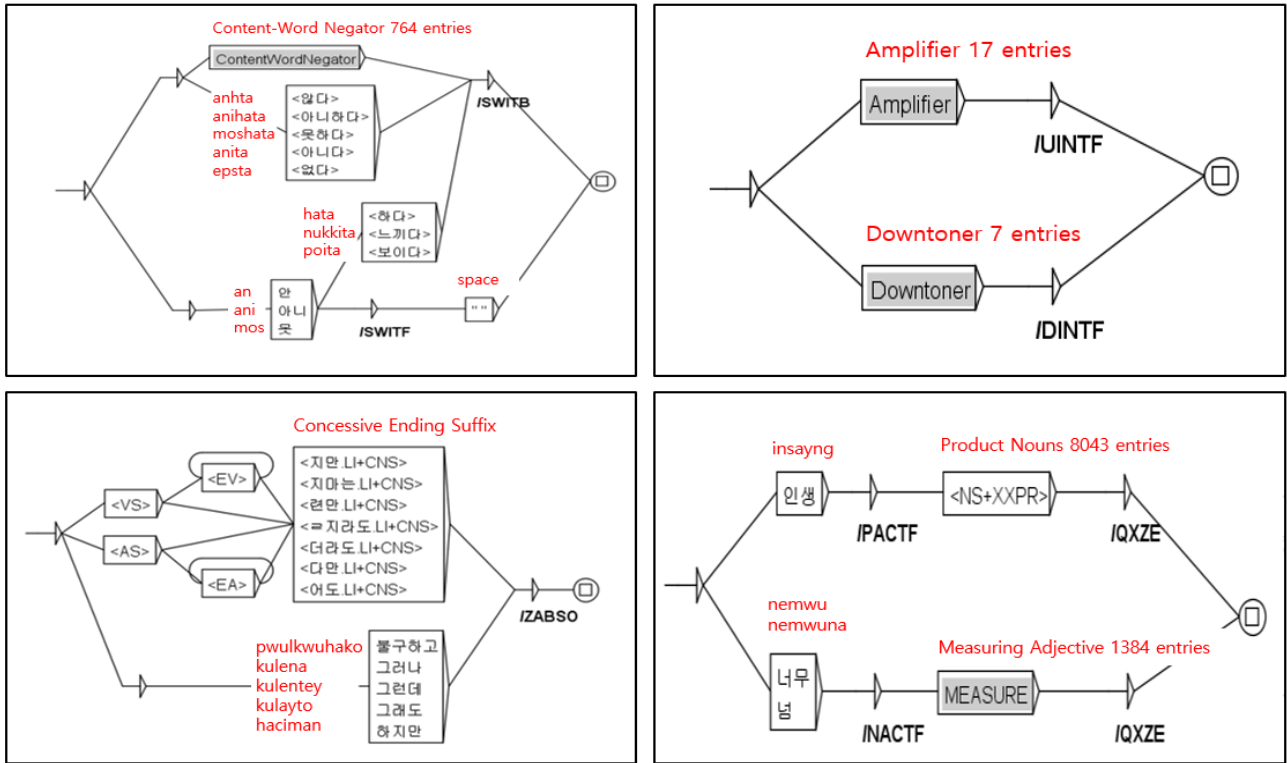 Content-Word Negator 764 entries
ContentWordNegator
anhta
anihata
moshata
anita
epsta
<않다>
<아니하다>
<못하다>
<아니다>
<없다>
/SWITB
hata
nukkita
poita
<하다>
<느끼다>
<보이다>
an
ani
mos
안
아니
못
/SWITF
space
" "
Amplifier 17 entries
Amplifier
/UINTF
Downtoner 7 entries
Downtoner
/DINTF
Concessive Ending Suffix
<VS>
<EV>
<AS>
<EA>
<지만.LI+CNS>
<지마는.LI+CNS>
<련만.LI+CNS>
<ㄹ지라도.LI+CNS>
<더라도.LI+CNS>
<다만.LI+CNS>
<어도.LI+CNS>
/ZABSO
pwulkwuhako
kulena
kulentey
kulayto
haciman
불구하고
그러나
그런데
그래도
하지만
insayng
인생
/PACTF
Product Nouns 8043 entries
<NS+XXPR>
/QXZE
nemwu
nemwuna
너무
넘
/NACTF
Measuring Adjective 1384 entries
MEASURE
/QXZE